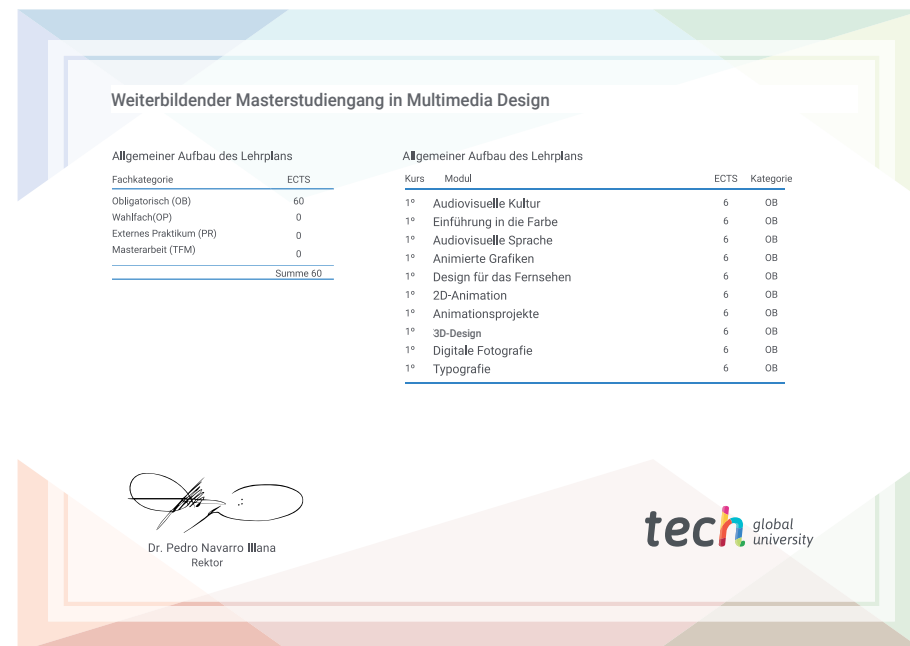 Weiterbildender Masterstudiengang in Multimedia Design
Allgemeiner Aufbau des Lehrplans
Fachkategorie ECTS
Obligatorisch (OB) 60
Wahlfach(OP) 0
Externes Praktikum (PR) 0
Masterarbeit (TFM) 0
Summe 60
Allgemeiner Aufbau des Lehrplans
Kurs Modul ECTS Kategorie
1º Audiovisuelle Kultur 6 OB
1º Einführung in die Farbe 6 OB
1º Audiovisuelle Sprache 6 OB
1º Animierte Grafiken 6 OB
1º Design für das Fernsehen 6 OB
1º 2D-Animation 6 OB
1º Animationsprojekte 6 OB
1º 3D-Design 6 OB
1º Digitale Fotografie 6 OB
1º Typografie 6 OB
Dr. Pedro Navarro Illana
Rektor
tech global university